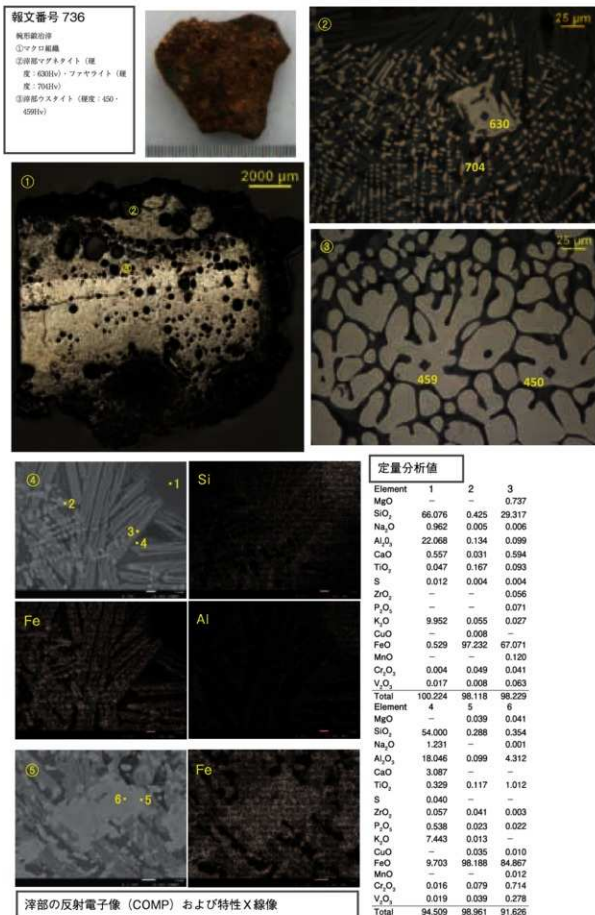 報文番号 736
椀形鍛冶滓
①マクロ組織
②滓部マグネタイト（硬
度：630Hv）・ファヤライト（硬
度：704Hv）
③滓部ウスタイト（硬度：450・
459Hv）
①
2000 μm
②
③
②
25 μm
630
704
③
25 μm
459
450
④
1
2
3
4
Si
Fe
Al
⑤
6
5
Fe
滓部の反射電子像（COMP）および特性X線像
定量分析値
Element 1 2 3
MgO – – 0.737
SiO₂ 66.076 0.425 29.317
Na₂O 0.962 0.005 0.006
Al₂O₃ 22.068 0.134 0.099
CaO 0.557 0.031 0.594
TiO₂ 0.047 0.167 0.093
S 0.012 0.004 0.004
ZrO₂ – – 0.056
P₂O₅ – – 0.071
K₂O 9.952 0.055 0.027
CuO – 0.008 –
FeO 0.529 97.232 67.071
MnO – – 0.120
Cr₂O₃ 0.004 0.049 0.041
V₂O₃ 0.017 0.008 0.063
Total 100.224 98.118 98.229
Element 4 5 6
MgO – 0.039 0.041
SiO₂ 54.000 0.288 0.354
Na₂O 1.231 – 0.001
Al₂O₃ 18.046 0.099 4.312
CaO 3.087 – –
TiO₂ 0.329 0.117 1.012
S 0.040 – –
ZrO₂ 0.057 0.041 0.003
P₂O₅ 0.538 0.023 0.022
K₂O 7.443 0.013 –
CuO – 0.035 0.010
FeO 9.703 98.188 84.867
MnO – – 0.012
Cr₂O₃ 0.016 0.079 0.714
V₂O₃ 0.019 0.039 0.278
Total 94.509 98.961 91.626